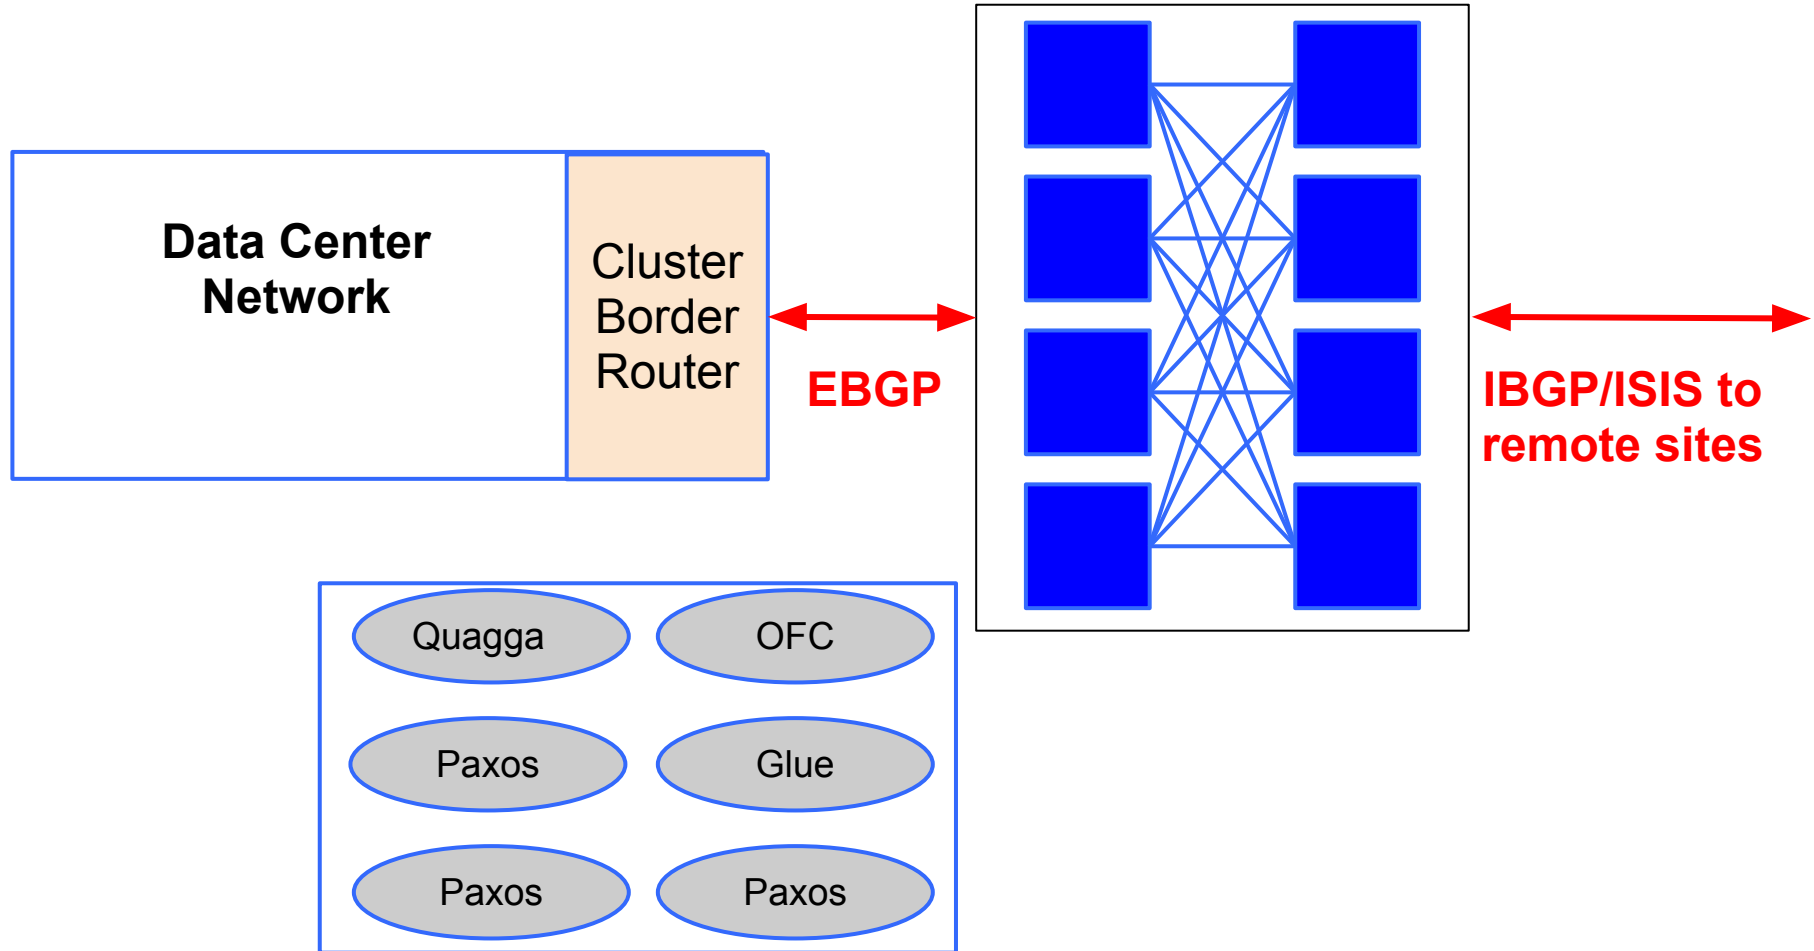 Data Center
Network
Cluster
Border
Router
EBGP
IBGP/ISIS to
remote sites
Quagga
OFC
Paxos
Glue
Paxos
Paxos